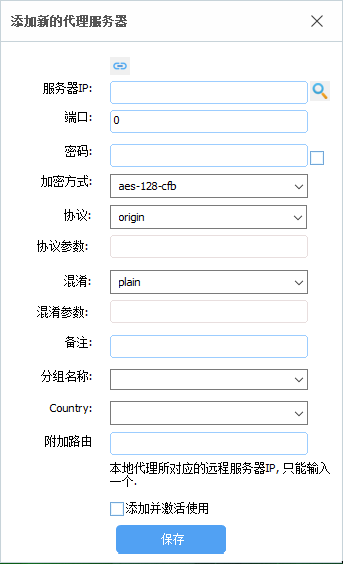 添加新的代理服务器
服务器IP:
端口: 0
密码:
加密方式: aes-128-cfb
协议: origin
协议参数:
混淆: plain
混淆参数:
备注:
分组名称:
Country:
附加路由
本地代理所对应的远程服务器IP, 只能输入
一个.
添加并激活使用
保存